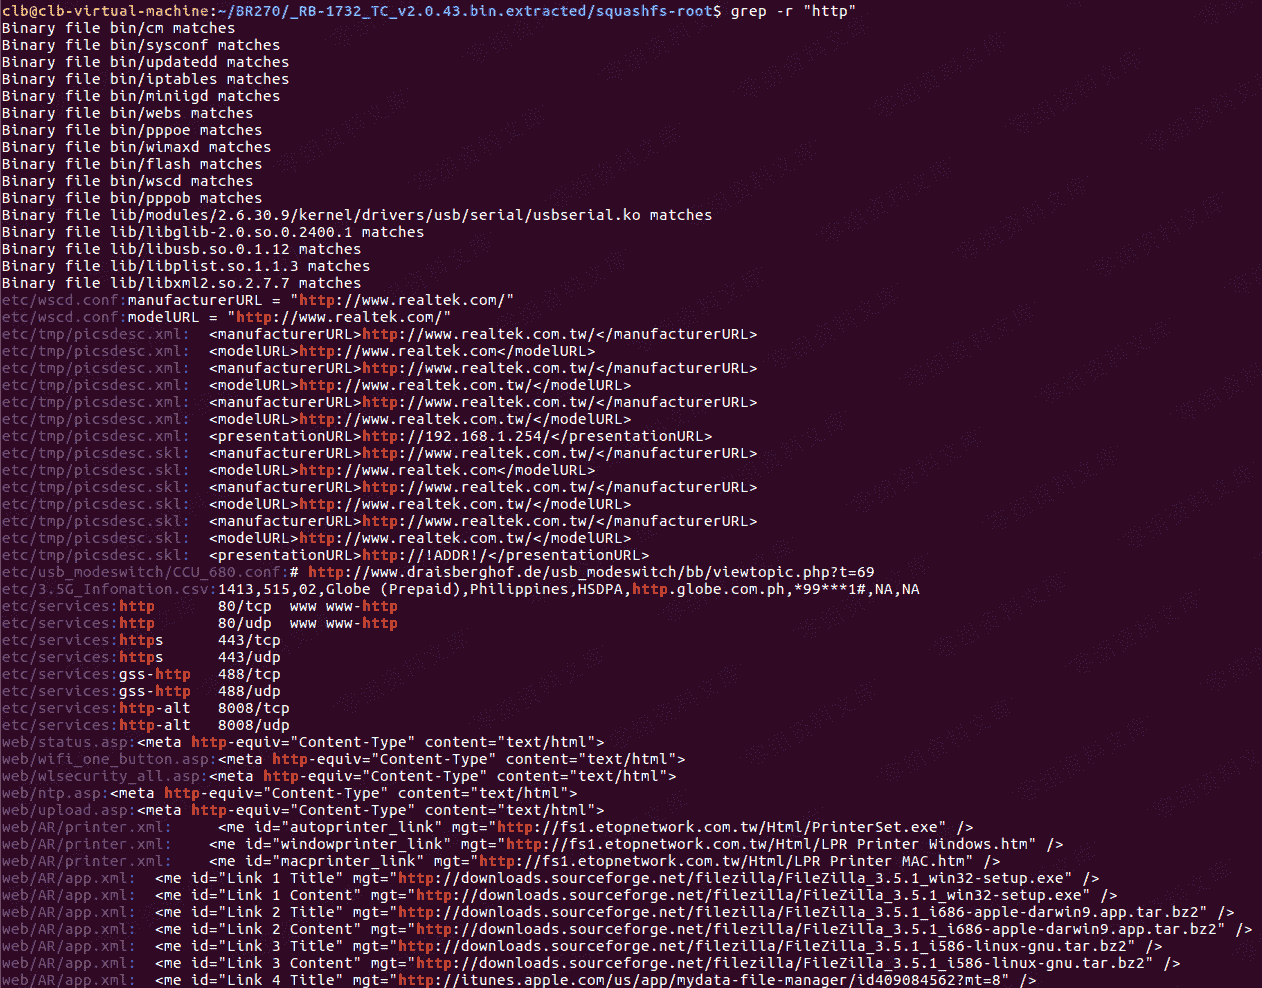 clb@clb-virtual-machine:~/BR270/_RB-1732_TC_v2.0.43.bin.extracted/squashfs-root$ grep -r "http"
Binary file bin/cm matches
Binary file bin/sysconf matches
Binary file bin/updatedd matches
Binary file bin/iptables matches
Binary file bin/miniigd matches
Binary file bin/webs matches
Binary file bin/pppoe matches
Binary file bin/wimaxd matches
Binary file bin/flash matches
Binary file bin/wscd matches
Binary file bin/pppob matches
Binary file lib/modules/2.6.30.9/kernel/drivers/usb/serial/usbserial.ko matches
Binary file lib/libglib-2.0.so.0.2400.1 matches
Binary file lib/libusb.so.0.1.12 matches
Binary file lib/libplist.so.1.1.3 matches
Binary file lib/libxml2.so.2.7.7 matches
etc/wscd.conf:manufacturerURL = "http://www.realtek.com/"
etc/wscd.conf:modelURL = "http://www.realtek.com/"
etc/tmp/picsdesc.xml:  <manufacturerURL>http://www.realtek.com.tw/</manufacturerURL>
etc/tmp/picsdesc.xml:  <modelURL>http://www.realtek.com</modelURL>
etc/tmp/picsdesc.xml:  <manufacturerURL>http://www.realtek.com.tw/</manufacturerURL>
etc/tmp/picsdesc.xml:  <modelURL>http://www.realtek.com.tw/</modelURL>
etc/tmp/picsdesc.xml:  <manufacturerURL>http://www.realtek.com.tw/</manufacturerURL>
etc/tmp/picsdesc.xml:  <modelURL>http://www.realtek.com.tw/</modelURL>
etc/tmp/picsdesc.xml:  <presentationURL>http://192.168.1.254/</presentationURL>
etc/tmp/picsdesc.skl:  <manufacturerURL>http://www.realtek.com.tw/</manufacturerURL>
etc/tmp/picsdesc.skl:  <modelURL>http://www.realtek.com</modelURL>
etc/tmp/picsdesc.skl:  <manufacturerURL>http://www.realtek.com.tw/</manufacturerURL>
etc/tmp/picsdesc.skl:  <modelURL>http://www.realtek.com.tw/</modelURL>
etc/tmp/picsdesc.skl:  <manufacturerURL>http://www.realtek.com.tw/</manufacturerURL>
etc/tmp/picsdesc.skl:  <modelURL>http://www.realtek.com.tw/</modelURL>
etc/tmp/picsdesc.skl:  <presentationURL>http://!ADDR!/</presentationURL>
etc/usb_modeswitch/CCU_680.conf:# http://www.draisberghof.de/usb_modeswitch/bb/viewtopic.php?t=69
etc/3.5G_Infomation.csv:1413,515,02,Globe (Prepaid),Philippines,HSDPA,http.globe.com.ph,*99***1#,NA,NA
etc/services:http       80/tcp  www www-http
etc/services:http       80/udp  www www-http
etc/services:https      443/tcp
etc/services:https      443/udp
etc/services:gss-http   488/tcp
etc/services:gss-http   488/udp
etc/services:http-alt   8008/tcp
etc/services:http-alt   8008/udp
web/status.asp:<meta http-equiv="Content-Type" content="text/html">
web/wifi_one_button.asp:<meta http-equiv="Content-Type" content="text/html">
web/wlsecurity_all.asp:<meta http-equiv="Content-Type" content="text/html">
web/ntp.asp:<meta http-equiv="Content-Type" content="text/html">
web/upload.asp:<meta http-equiv="Content-Type" content="text/html">
web/AR/printer.xml:     <me id="autoprinter_link" mgt="http://fs1.etopnetwork.com.tw/Html/PrinterSet.exe" />
web/AR/printer.xml:    <me id="windowprinter_link" mgt="http://fs1.etopnetwork.com.tw/Html/LPR Printer Windows.htm" />
web/AR/printer.xml:    <me id="macprinter_link" mgt="http://fs1.etopnetwork.com.tw/Html/LPR Printer MAC.htm" />
web/AR/app.xml:  <me id="Link 1 Title" mgt="http://downloads.sourceforge.net/filezilla/FileZilla_3.5.1_win32-setup.exe" />
web/AR/app.xml:  <me id="Link 1 Content" mgt="http://downloads.sourceforge.net/filezilla/FileZilla_3.5.1_win32-setup.exe" />
web/AR/app.xml:  <me id="Link 2 Title" mgt="http://downloads.sourceforge.net/filezilla/FileZilla_3.5.1_i686-apple-darwin9.app.tar.bz2" />
web/AR/app.xml:  <me id="Link 2 Content" mgt="http://downloads.sourceforge.net/filezilla/FileZilla_3.5.1_i686-apple-darwin9.app.tar.bz2" />
web/AR/app.xml:  <me id="Link 3 Title" mgt="http://downloads.sourceforge.net/filezilla/FileZilla_3.5.1_i586-linux-gnu.tar.bz2" />
web/AR/app.xml:  <me id="Link 3 Content" mgt="http://downloads.sourceforge.net/filezilla/FileZilla_3.5.1_i586-linux-gnu.tar.bz2" />
web/AR/app.xml:  <me id="Link 4 Title" mgt="http://itunes.apple.com/us/app/mydata-file-manager/id409084562?mt=8" />